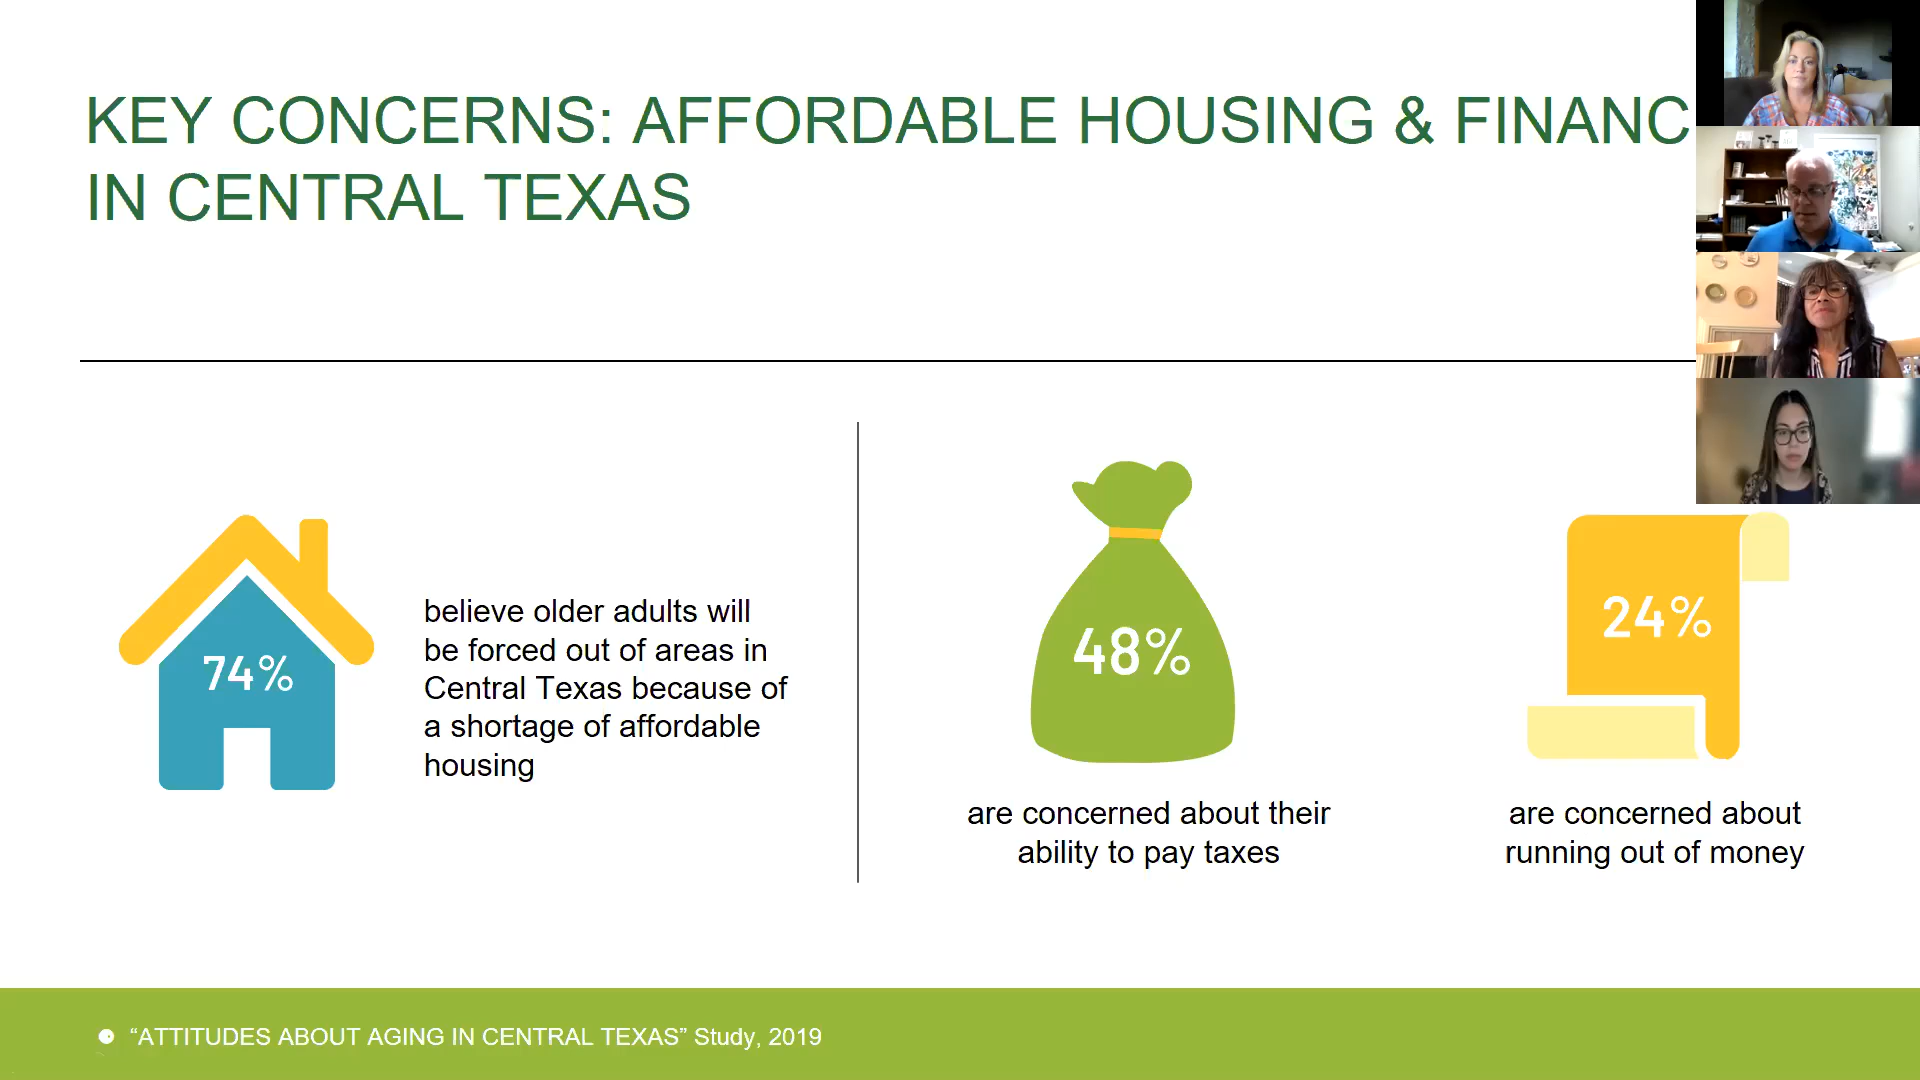 KEY CONCERNS: AFFORDABLE HOUSING & FINANC
IN CENTRAL TEXAS
74%
believe older adults will
be forced out of areas in
Central Texas because of
a shortage of affordable
housing
48%
are concerned about their
ability to pay taxes
24%
are concerned about
running out of money
“ATTITUDES ABOUT AGING IN CENTRAL TEXAS” Study, 2019